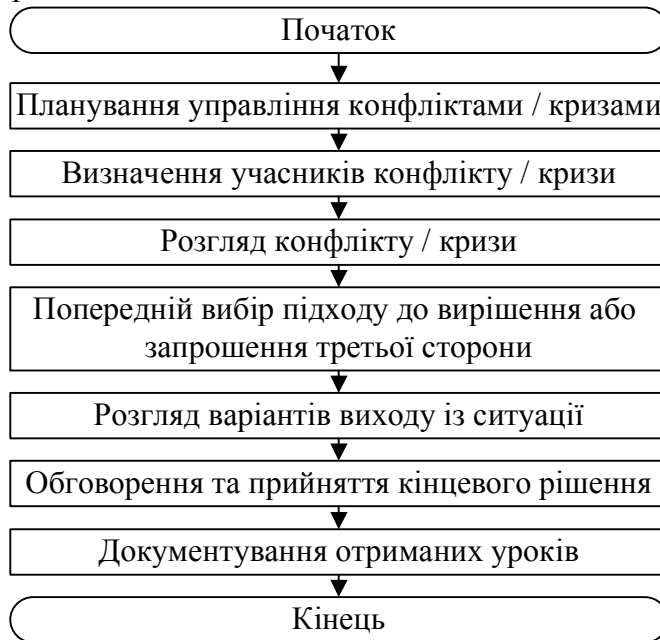 Початок
Планування управління конфліктами / кризами
Визначення учасників конфлікту / кризи
Розгляд конфлікту / кризи
Попередній вибір підходу до вирішення або
запрошення третьої сторони
Розгляд варіантів виходу із ситуації
Обговорення та прийняття кінцевого рішення
Документування отриманих уроків
Кінець